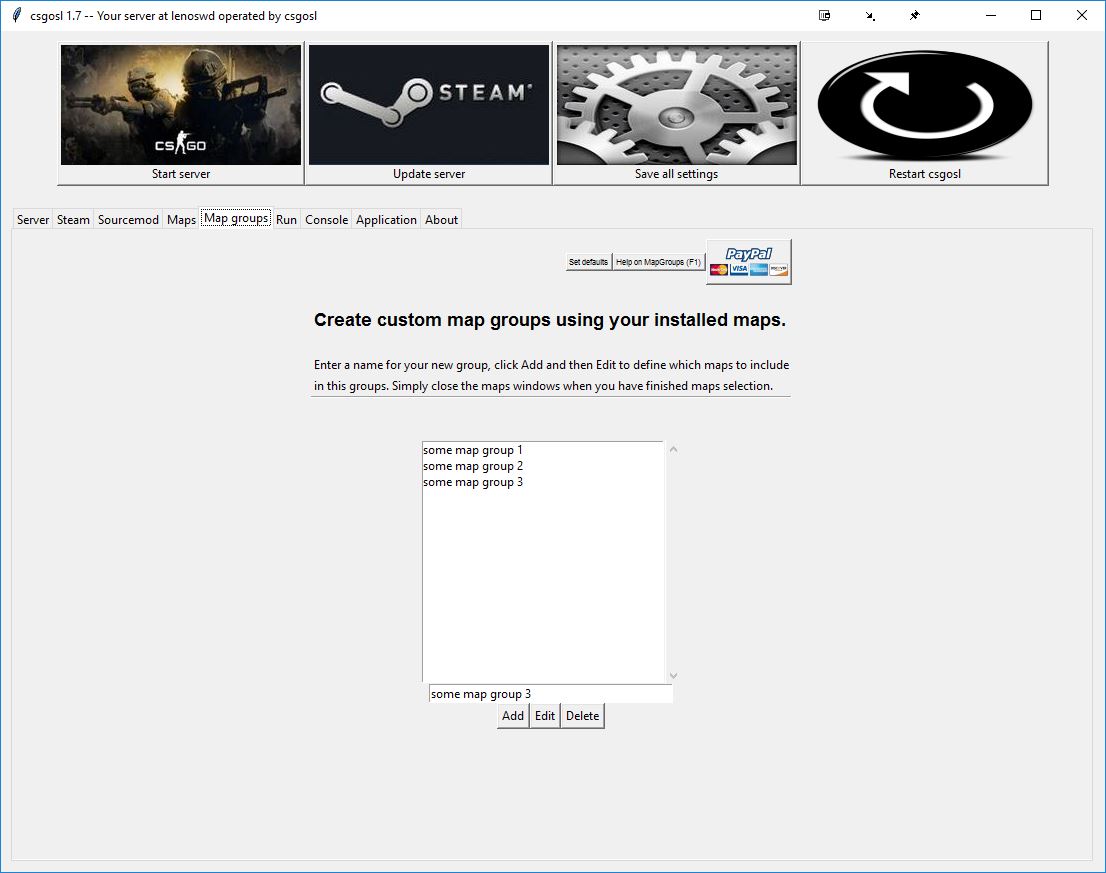 csgosl 1.7 -- Your server at lenoswd operated by csgosl
CS GO
STEAM
Start server
Update server
Save all settings
Restart csgosl
Server
Steam
Sourcemod
Maps
Map groups
Run
Console
Application
About
Set defaults
Help on MapGroups (F1)
PayPal
VISA
Create custom map groups using your installed maps.
Enter a name for your new group, click Add and then Edit to define which maps to include
in this groups. Simply close the maps windows when you have finished maps selection.
some map group 1
some map group 2
some map group 3
some map group 3
Add
Edit
Delete